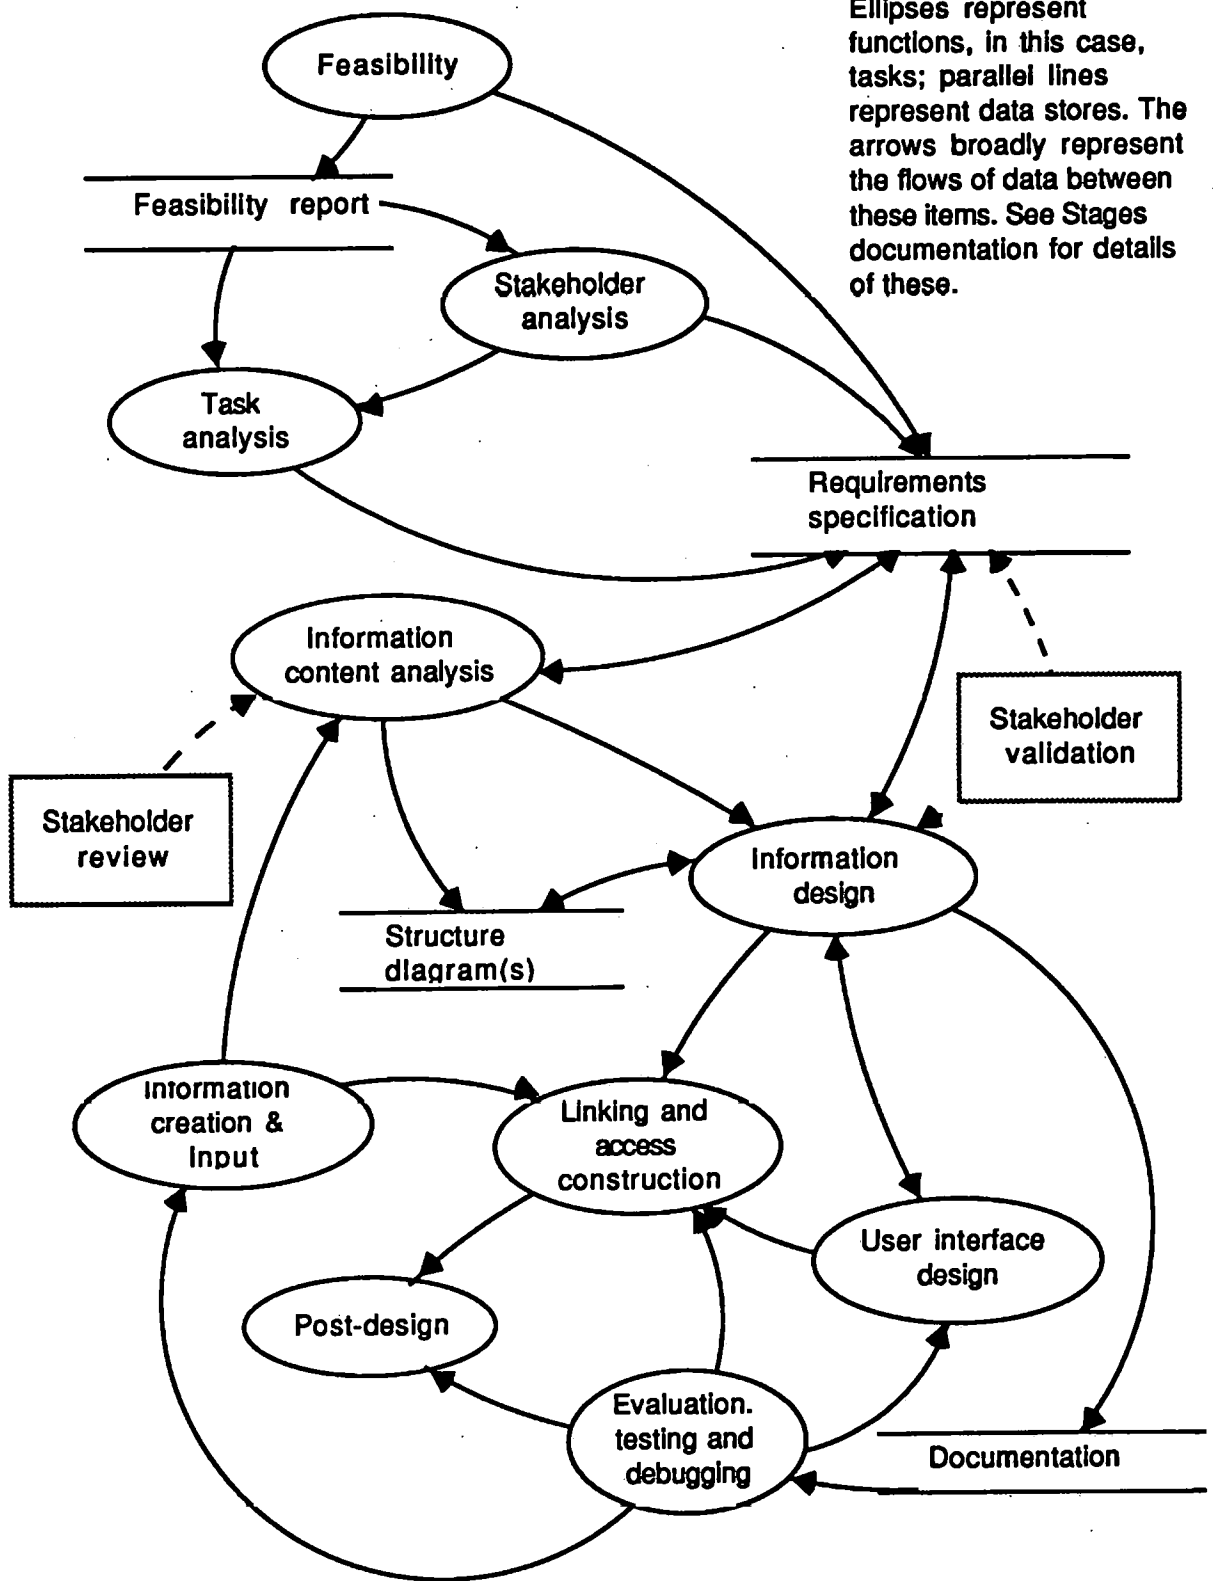 Ellipses represent
functions, in this case,
tasks; parallel lines
represent data stores. The
arrows broadly represent
the flows of data between
these items. See Stages
documentation for details
of these.
Feasibility
Feasibility report
Stakeholder
analysis
Task
analysis
Requirements
specification
Information
content analysis
Stakeholder
validation
Stakeholder
review
Information
design
Structure
diagram(s)
Information
creation &
Input
Linking and
access
construction
User interface
design
Post-design
Evaluation.
testing and
debugging
Documentation